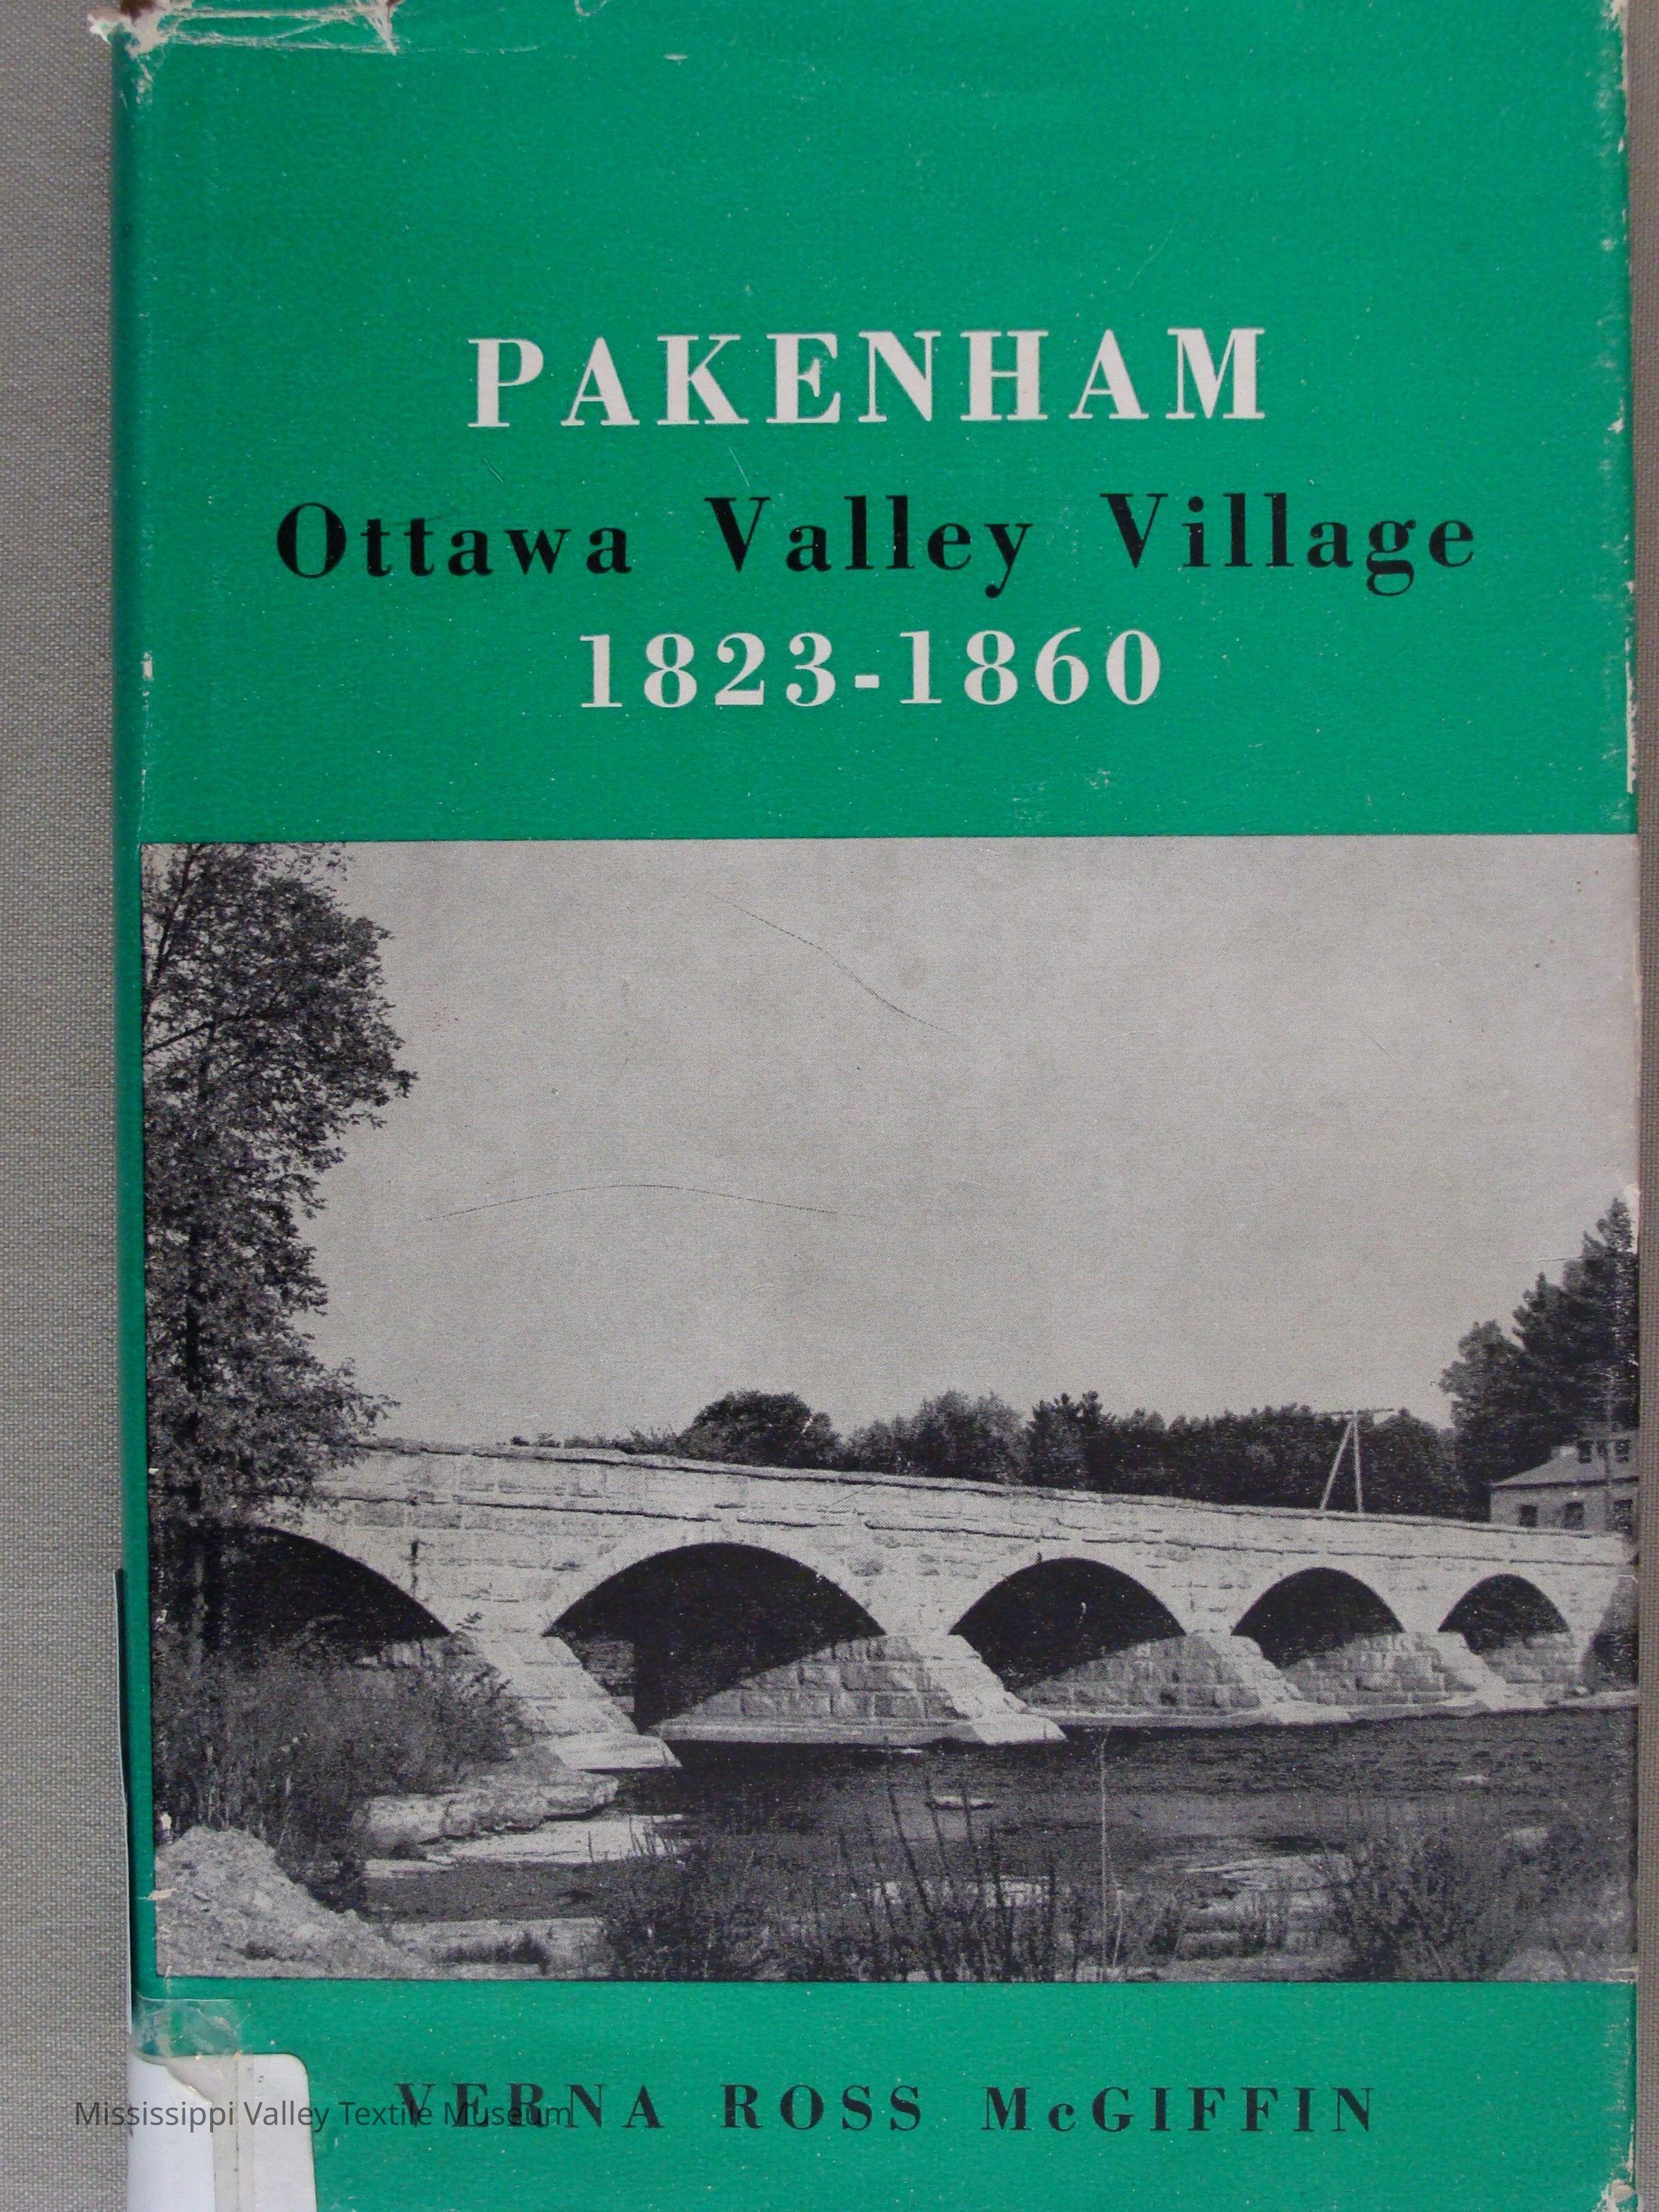 PAKENHAM
Ottawa Valley Village
1823-1860
VERNA ROSS McGIFFIN
Mississippi Valley Textile Museum